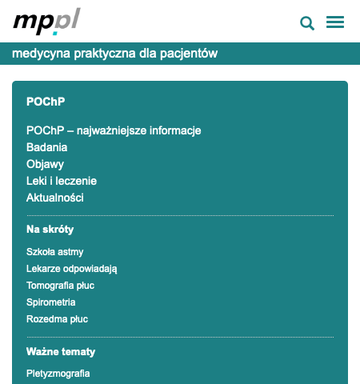 mp.pl
medycyna praktyczna dla pacjentów
POChP
POChP – najważniejsze informacje
Badania
Objawy
Leki i leczenie
Aktualności
Na skróty
Szkoła astmy
Lekarze odpowiadają
Tomografia płuc
Spirometria
Rozedma płuc
Ważne tematy
Pletyzmografia